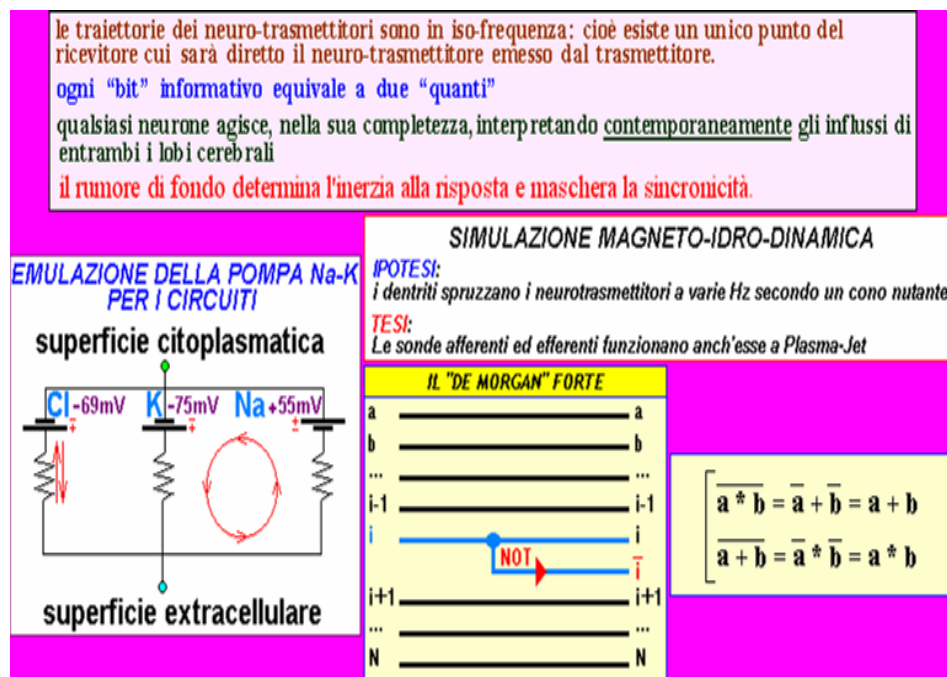 le traiettorie dei neuro-trasmettitori sono in iso-frequenza: cioè esiste un unico punto del
ricevitore cui sarà diretto il neuro-trasmettitore emesso dal trasmettitore.
ogni “bit” informativo equivale a due “quanti”
qualsiasi neurone agisce, nella sua completezza, interpretando contemporaneamente gli influssi di
entrambi i lobi cerebrali
il rumore di fondo determina l'inerzia alla risposta e maschera la sincronicità.
EMULAZIONE DELLA POMPA Na-K
PER I CIRCUITI
superficie citoplasmatica
Cl -69mV K -75mV Na +55mV
superficie extracellulare
SIMULAZIONE MAGNETO-IDRO-DINAMICA
IPOTESI:
i dentriti spruzzano i neurotrasmettitori a varie Hz secondo un cono nutante
TESI:
Le sonde afferenti ed efferenti funzionano anch'esse a Plasma-Jet
IL "DE MORGAN" FORTE
a a
b b
... ...
i-1 i-1
i i
NOT i̅
i+1 i+1
... ...
N N
a̅ ̅*̅ ̅b̅ = a̅ + b̅ = a + b
a̅ ̅+̅ ̅b̅ = a̅ * b̅ = a * b